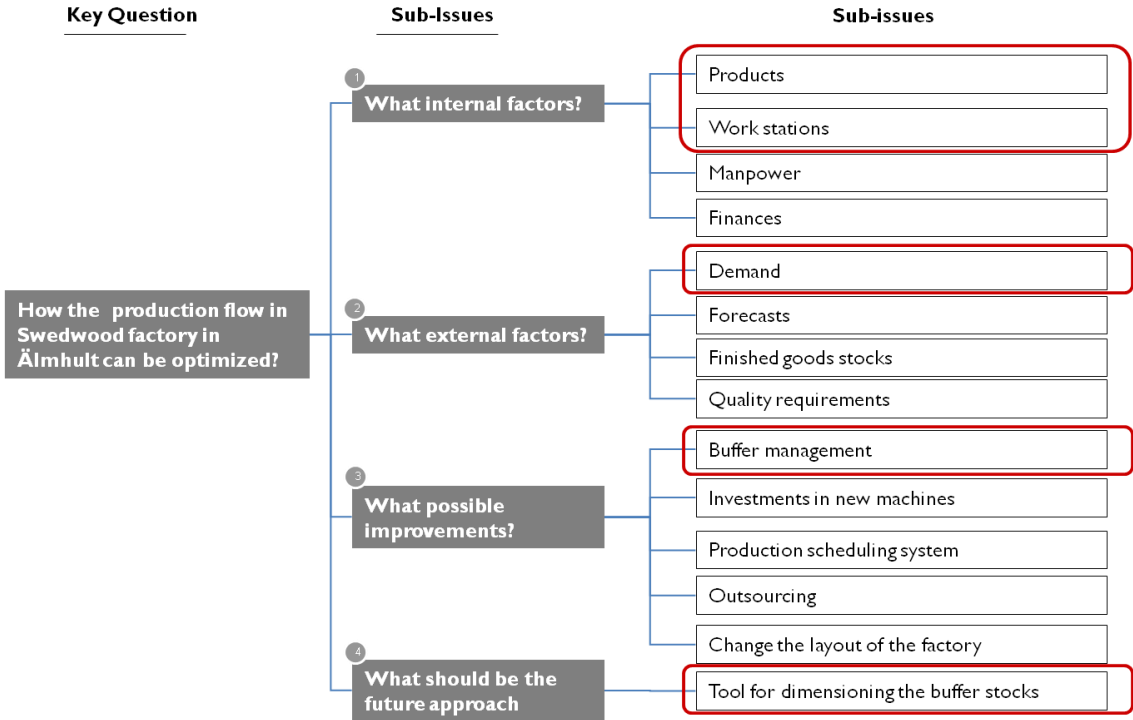 Key Question
Sub-Issues
Sub-issues
1
What internal factors?
Products
Work stations
Manpower
Finances
How the production flow in
Swedwood factory in
Älmhult can be optimized?
2
What external factors?
Demand
Forecasts
Finished goods stocks
Quality requirements
3
What possible
improvements?
Buffer management
Investments in new machines
Production scheduling system
Outsourcing
Change the layout of the factory
4
What should be the
future approach
Tool for dimensioning the buffer stocks